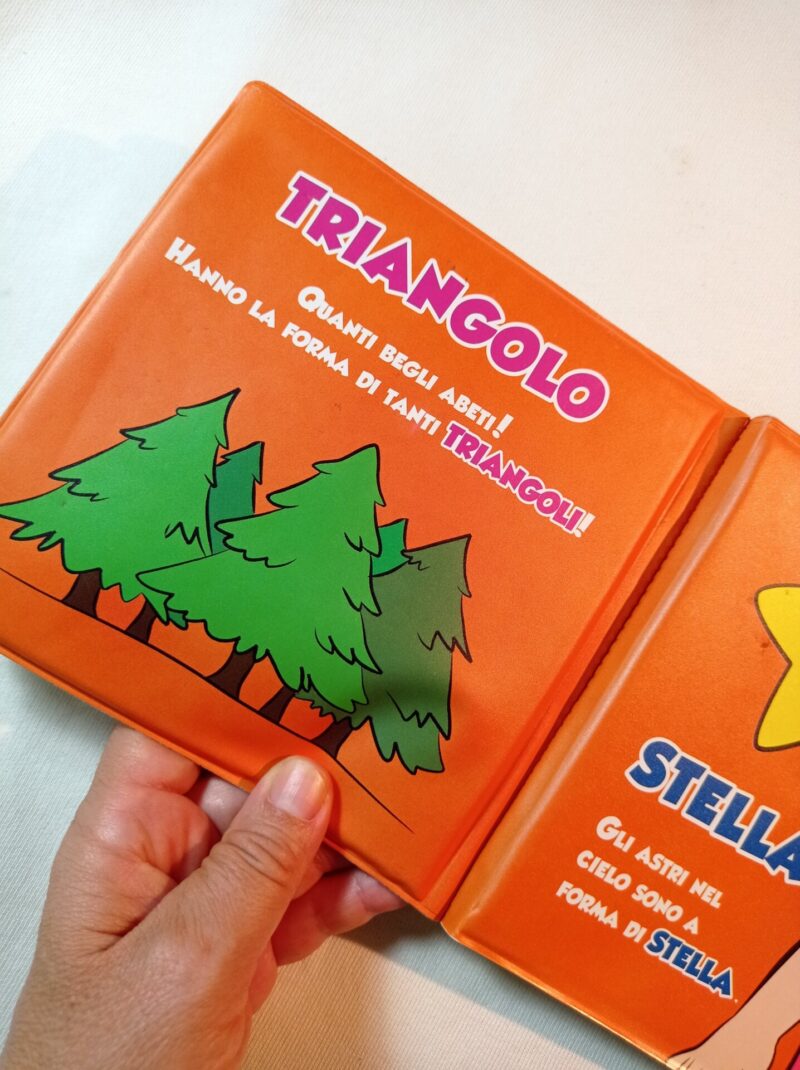 TRIANGOLO
QUANTI BEGLI ABETI!
HANNO LA FORMA DI TANTI TRIANGOLI!
STELLA
GLI ASTRI NEL
CIELO SONO A
FORMA DI STELLA.